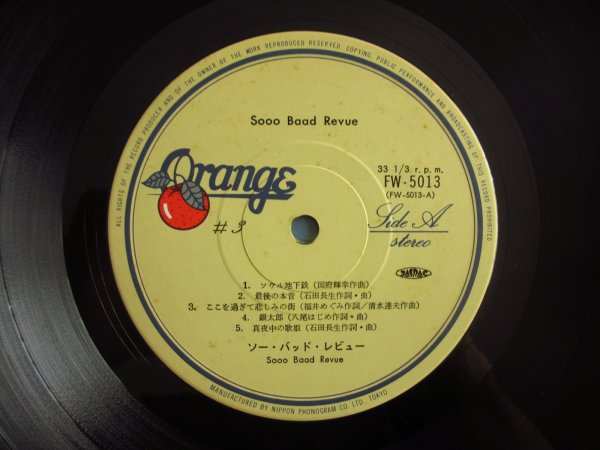 ALL RIGHTS OF THE RECORD PRODUCER AND OF THE OWNER OF THE WORK REPRODUCED RESERVED. COPYING, PUBLIC PERFORMANCE AND BROADCASTING OF THIS RECORD PROHIBITED
Sooo Baad Revue
Orange
33 1/3 r.p.m.
FW-5013
(FW-5013-A)
#3
Side A
stereo
JASRAC
1. ソウル地下鉄 (国府輝幸作曲)
2. 最後の本音 (石田長生作詞・曲)
3. ここを過ぎて悲しみの街 (福井めぐみ作詞/清水達夫作曲)
4. 銀太郎 (八尾はじめ作詞・曲)
5. 真夜中の歌姫 (石田長生作詞・曲)
ソー・バッド・レビュー
Sooo Baad Revue
MANUFACTURED BY NIPPON PHONOGRAM CO. LTD., TOKYO